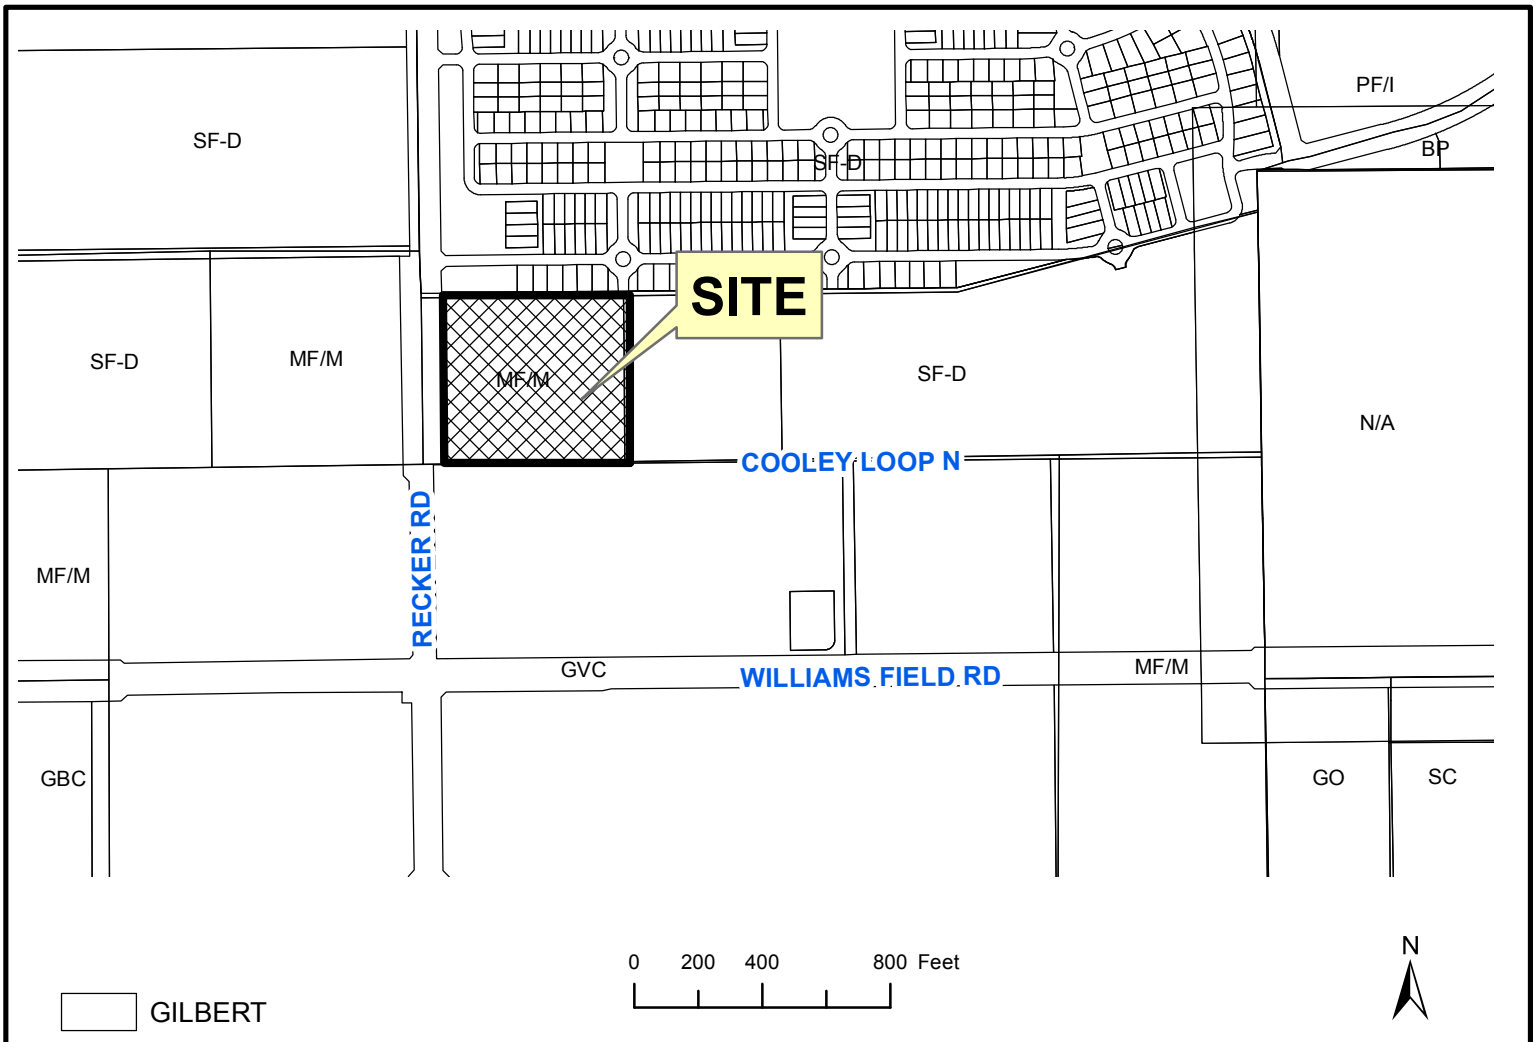 PF/I
SF-D
BP
SF-D
SITE
SF-D
MF/M
MF/M
SF-D
N/A
COOLEY LOOP N
RECKER RD
MF/M
GVC
WILLIAMS FIELD RD
MF/M
GBC
GO
SC
0 200 400 800 Feet
N
GILBERT